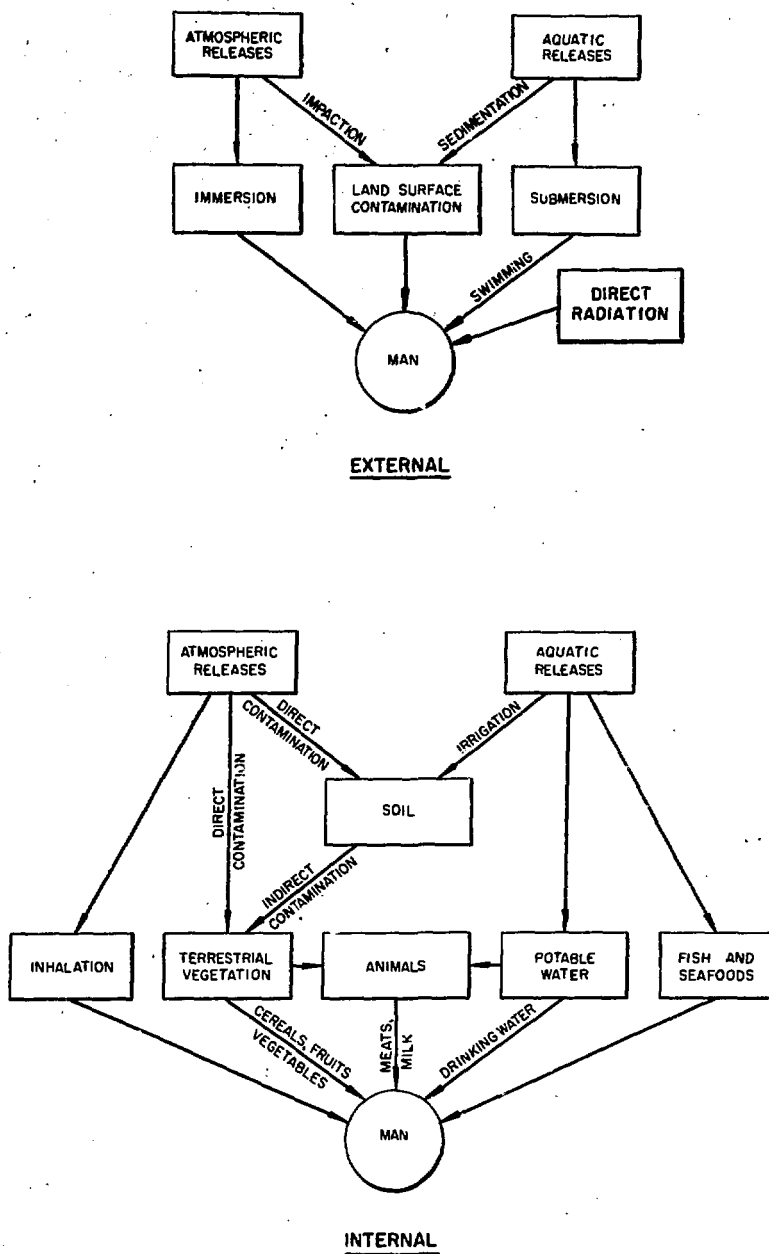 ATMOSPHERIC
RELEASES
AQUATIC
RELEASES
IMPACTION
SEDIMENTATION
IMMERSION
LAND SURFACE
CONTAMINATION
SUBMERSION
SWIMMING
DIRECT
RADIATION
MAN
EXTERNAL
ATMOSPHERIC
RELEASES
AQUATIC
RELEASES
DIRECT
CONTAMINATION
IRRIGATION
DIRECT
CONTAMINATION
SOIL
INDIRECT
CONTAMINATION
INHALATION
TERRESTRIAL
VEGETATION
ANIMALS
POTABLE
WATER
FISH AND
SEAFOODS
CEREALS, FRUITS
VEGETABLES
MEATS,
MILK
DRINKING WATER
MAN
INTERNAL